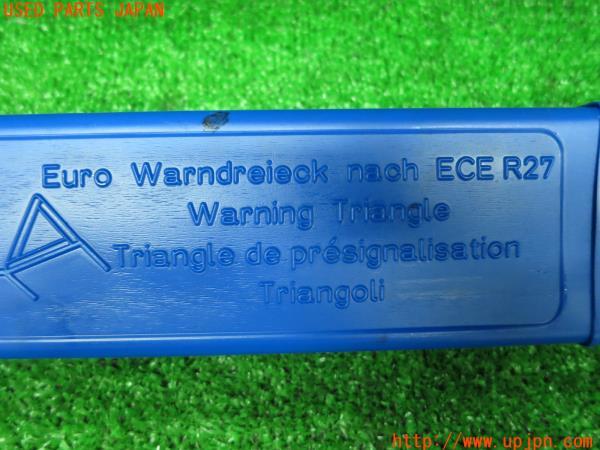 USED PARTS JAPAN
Euro Warndreieck nach ECE R27
Warning Triangle
Triangle de présignalisation
Triangoli
http://www.upjpn.com/